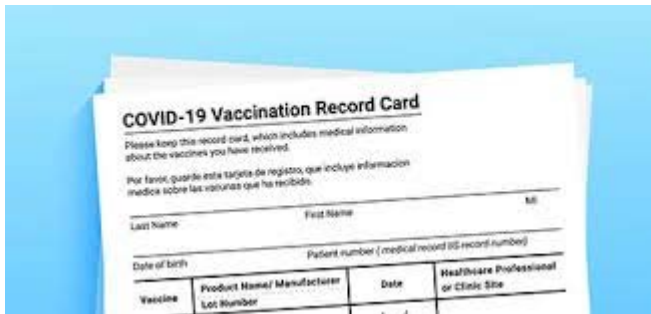 COVID-19 Vaccination Record Card
Please keep this record card, which includes medical information
about the vaccines you have received.
Por favor, guarde esta tarjeta de registro, que incluye informacion
medica sobre las vacunas que ha recibido.
Last Name First Name MI
Date of birth Patient number ( medical record IIS record number)
Vaccine Product Name/ Manufacturer Date Healthcare Professional
Lot Number or Clinic Site